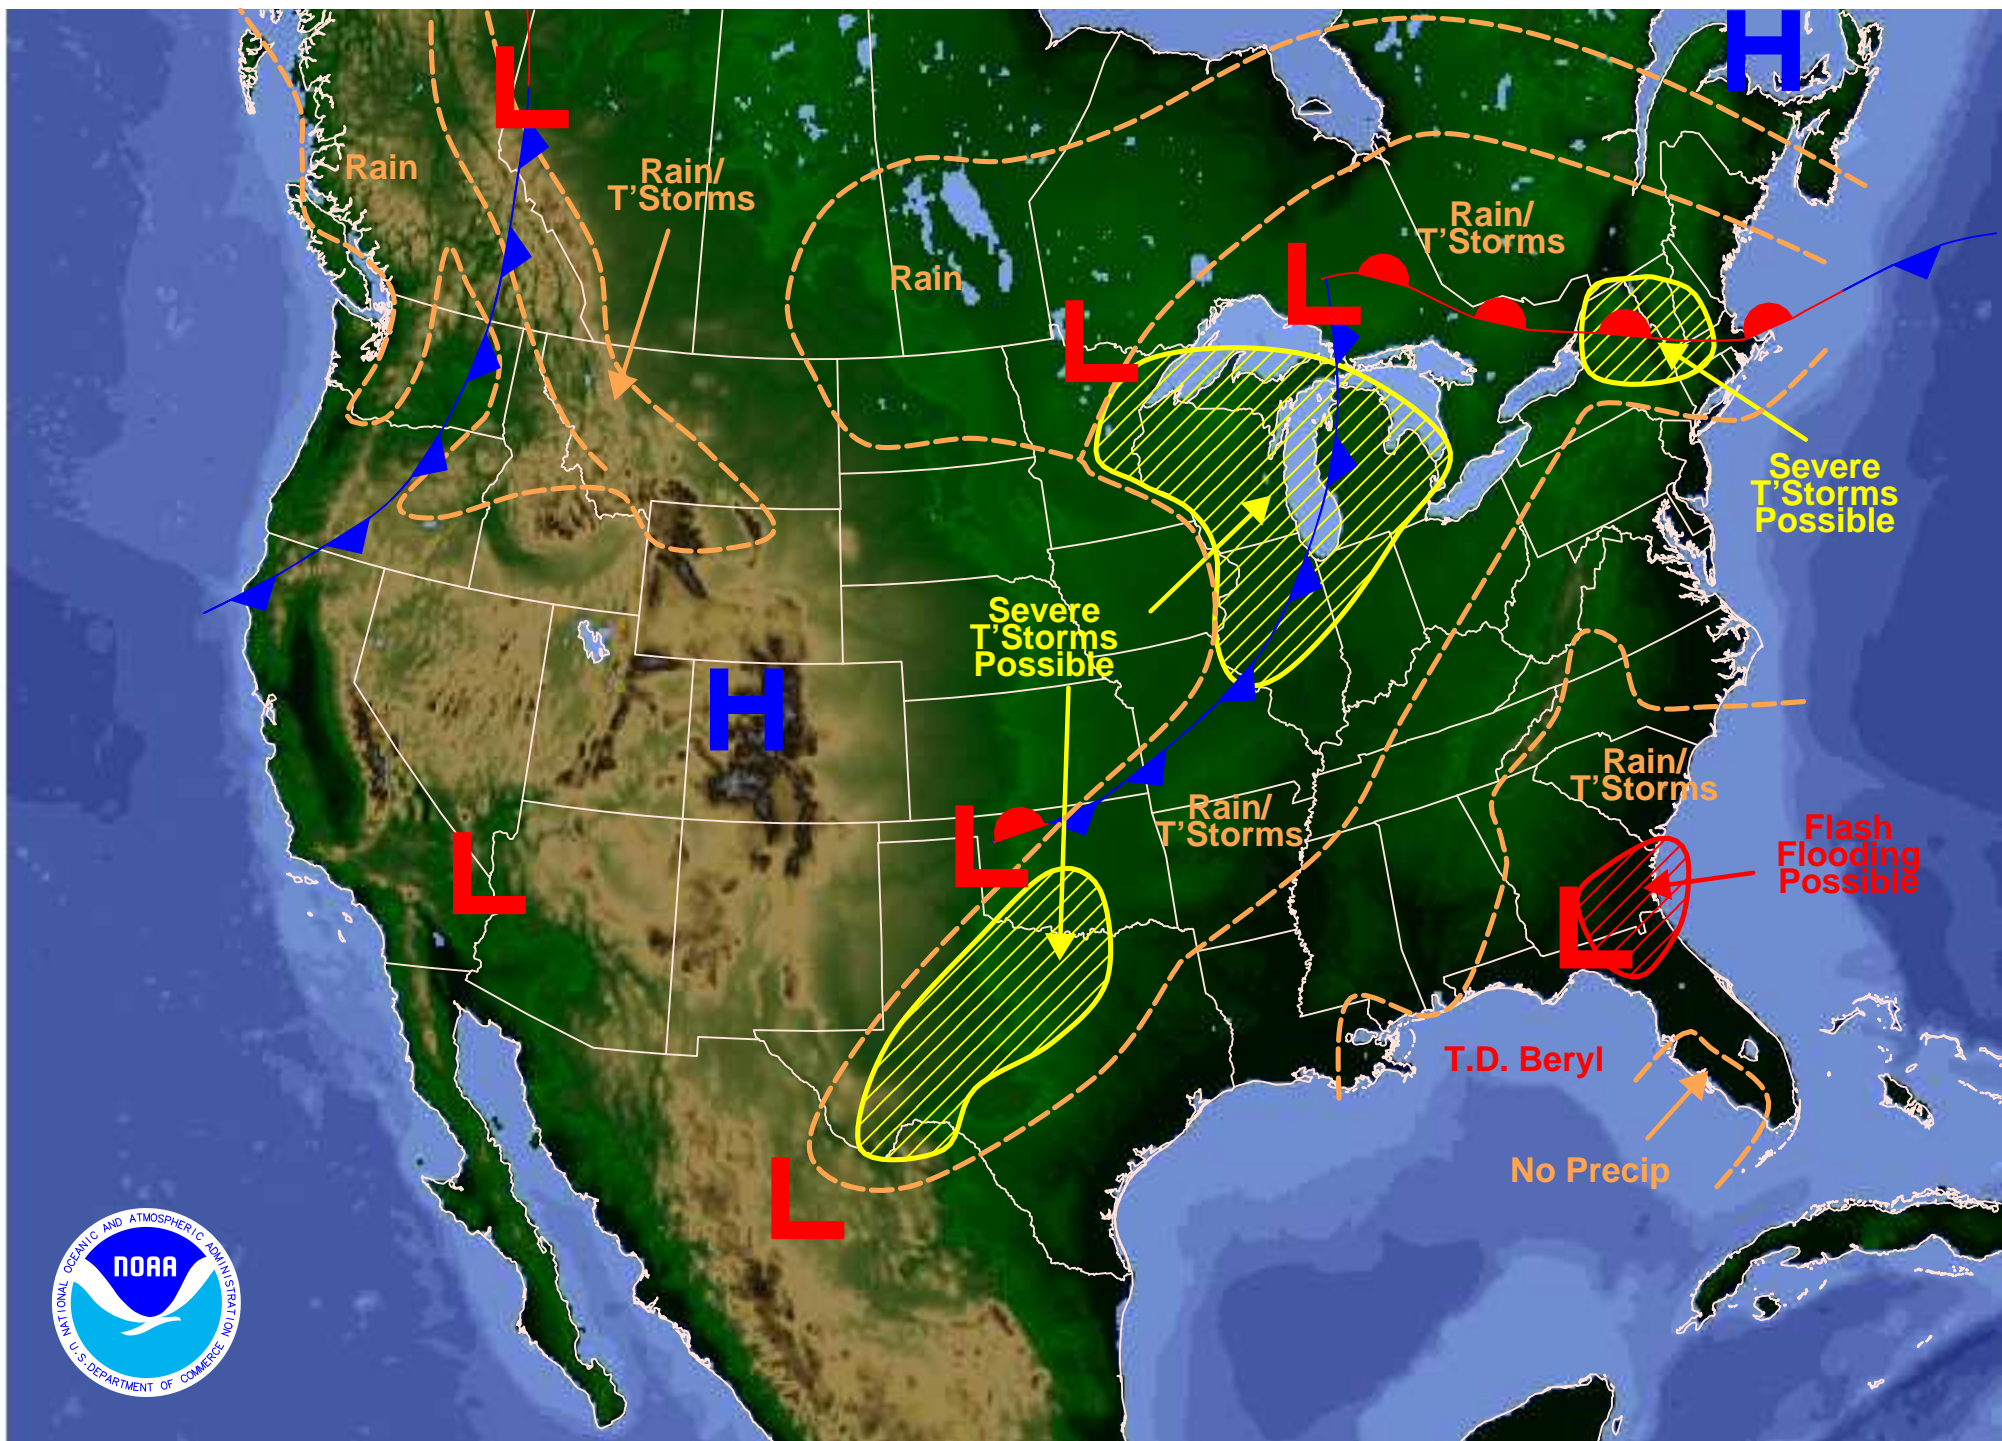 H
L
Rain
Rain/
T'Storms
Rain
Rain/
T'Storms
L
L
Severe
T'Storms
Possible
Severe
T'Storms
Possible
H
Rain/
T'Storms
Rain/
T'Storms
L
L
Flash
Flooding
Possible
L
T.D. Beryl
No Precip
L
NATIONAL OCEANIC AND ATMOSPHERIC ADMINISTRATION
NOAA
U.S. DEPARTMENT OF COMMERCE